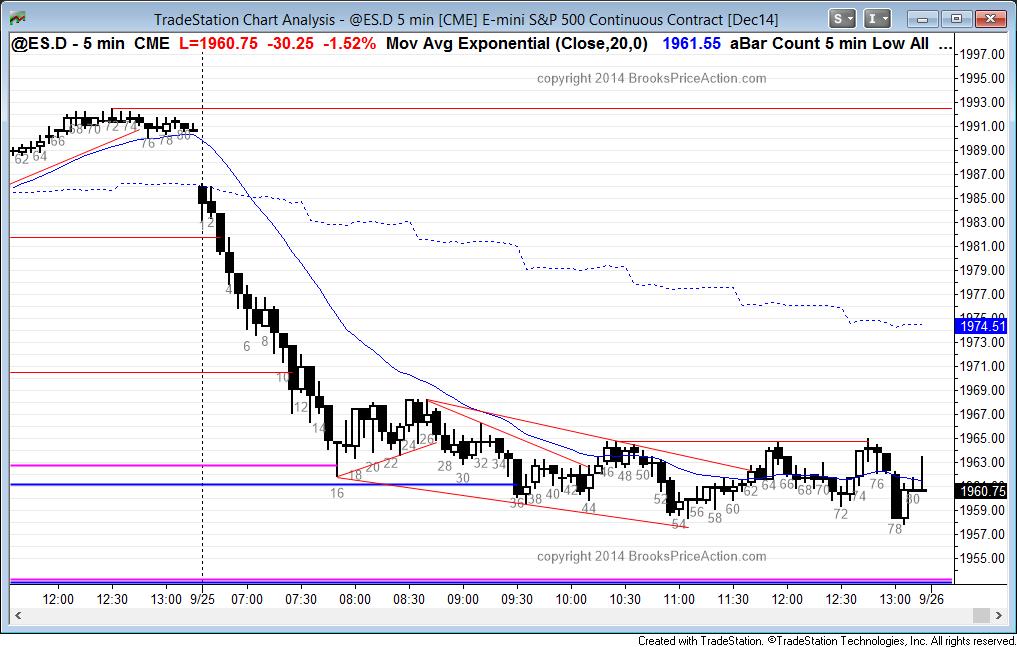 TradeStation Chart Analysis - @ES.D 5 min [CME] E-mini S&P 500 Continuous Contract [Dec14]
S I
@ES.D - 5 min CME L=1960.75 -30.25 -1.52% Mov Avg Exponential (Close,20,0) 1961.55 aBar Count 5 min Low All ...
copyright 2014 BrooksPriceAction.com
1997.00
1995.00
1993.00
1991.00
1989.00
1987.00
1985.00
1983.00
1981.00
1979.00
1977.00
1975.00
1974.51
1973.00
1971.00
1969.00
1967.00
1965.00
1963.00
1960.75
1959.00
1957.00
1955.00
62 64 66 68 70 72 74 76 78 80
2
4
6 8
10
12
14
16
18 20 22 24 26
28 30 32 34
36 38 40 42
44
46 48 50
52
54
56 58 60
62 64 66 68 70
72
74 76
78
80
copyright 2014 BrooksPriceAction.com
12:00 12:30 13:00 9/25 07:00 07:30 08:00 08:30 09:00 09:30 10:00 10:30 11:00 11:30 12:00 12:30 13:00 9/26
Created with TradeStation. ©TradeStation Technologies, Inc. All rights reserved.